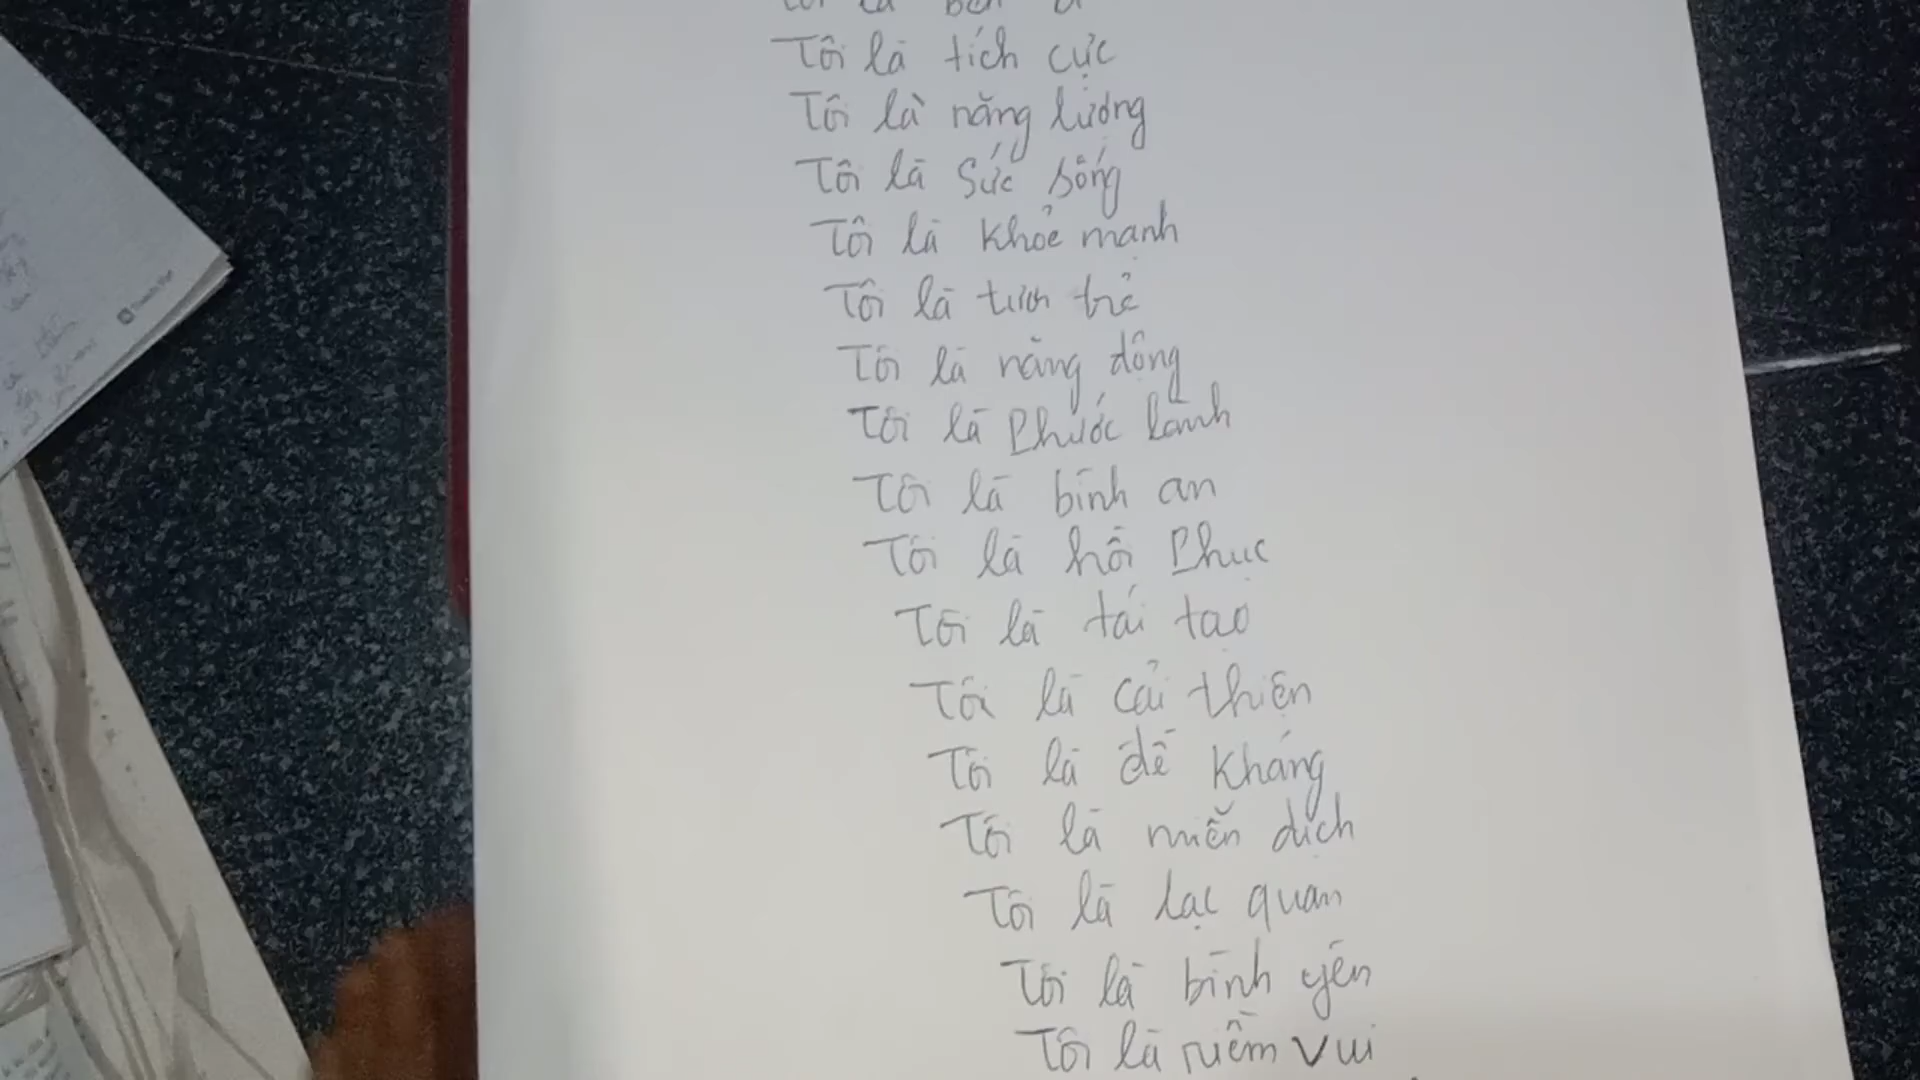 Tôi là tích cực
Tôi là năng lượng
Tôi là sức sống
Tôi là khỏe mạnh
Tôi là tươi trẻ
Tôi là năng động
Tôi là Phước lành
Tôi là bình an
Tôi là hồi Phục
Tôi là tái tạo
Tôi là cải thiện
Tôi là đề kháng
Tôi là miễn dịch
Tôi là lạc quan
Tôi là bình yên
Tôi là niềm vui